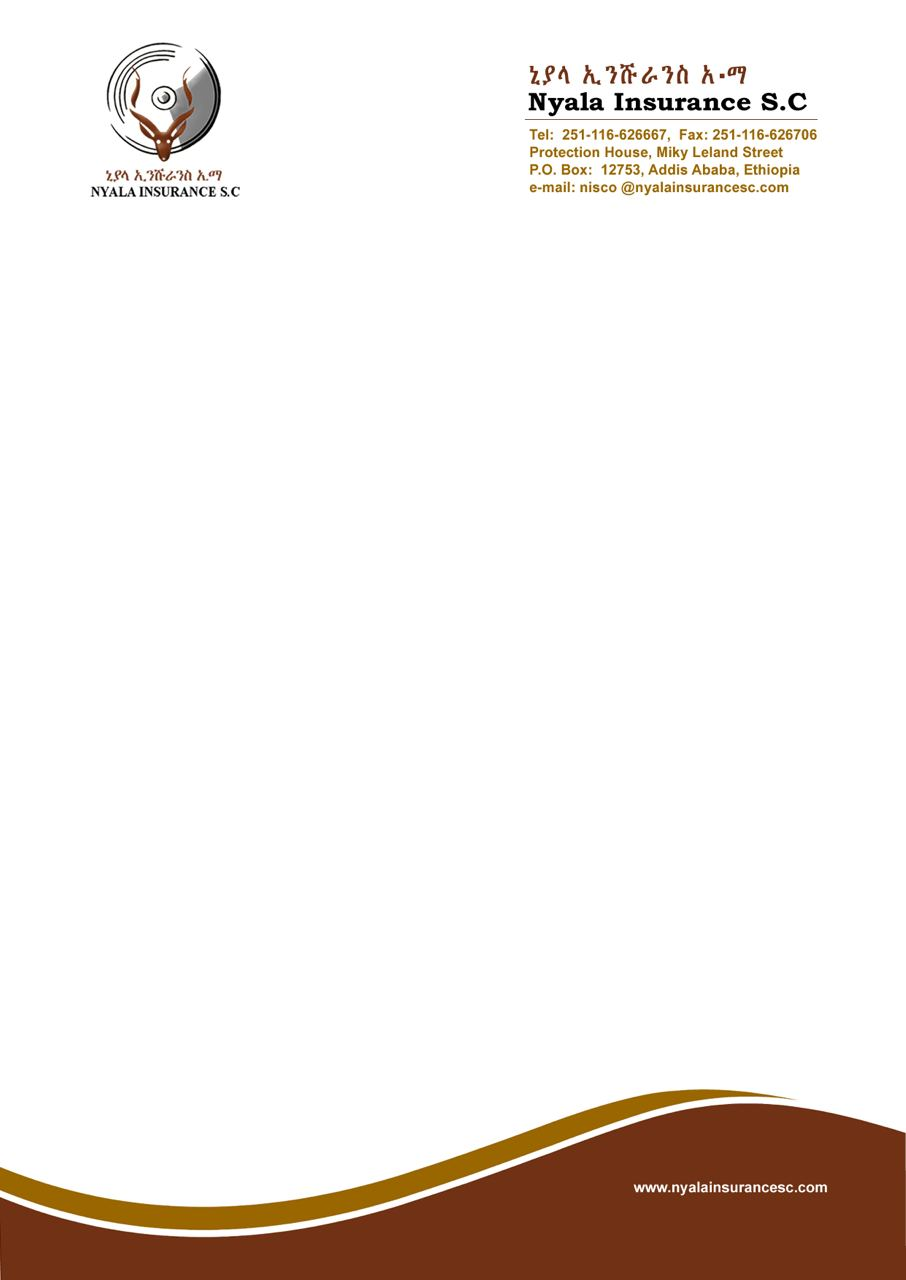 ኒያላ ኢንሹራንስ አ.ማ
NYALA INSURANCE S.C
ኒያላ ኢንሹራንስ አ.ማ
Nyala Insurance S.C
Tel: 251-116-626667, Fax: 251-116-626706
Protection House, Miky Leland Street
P.O. Box: 12753, Addis Ababa, Ethiopia
e-mail: nisco @nyalainsurancesc.com
www.nyalainsurancesc.com